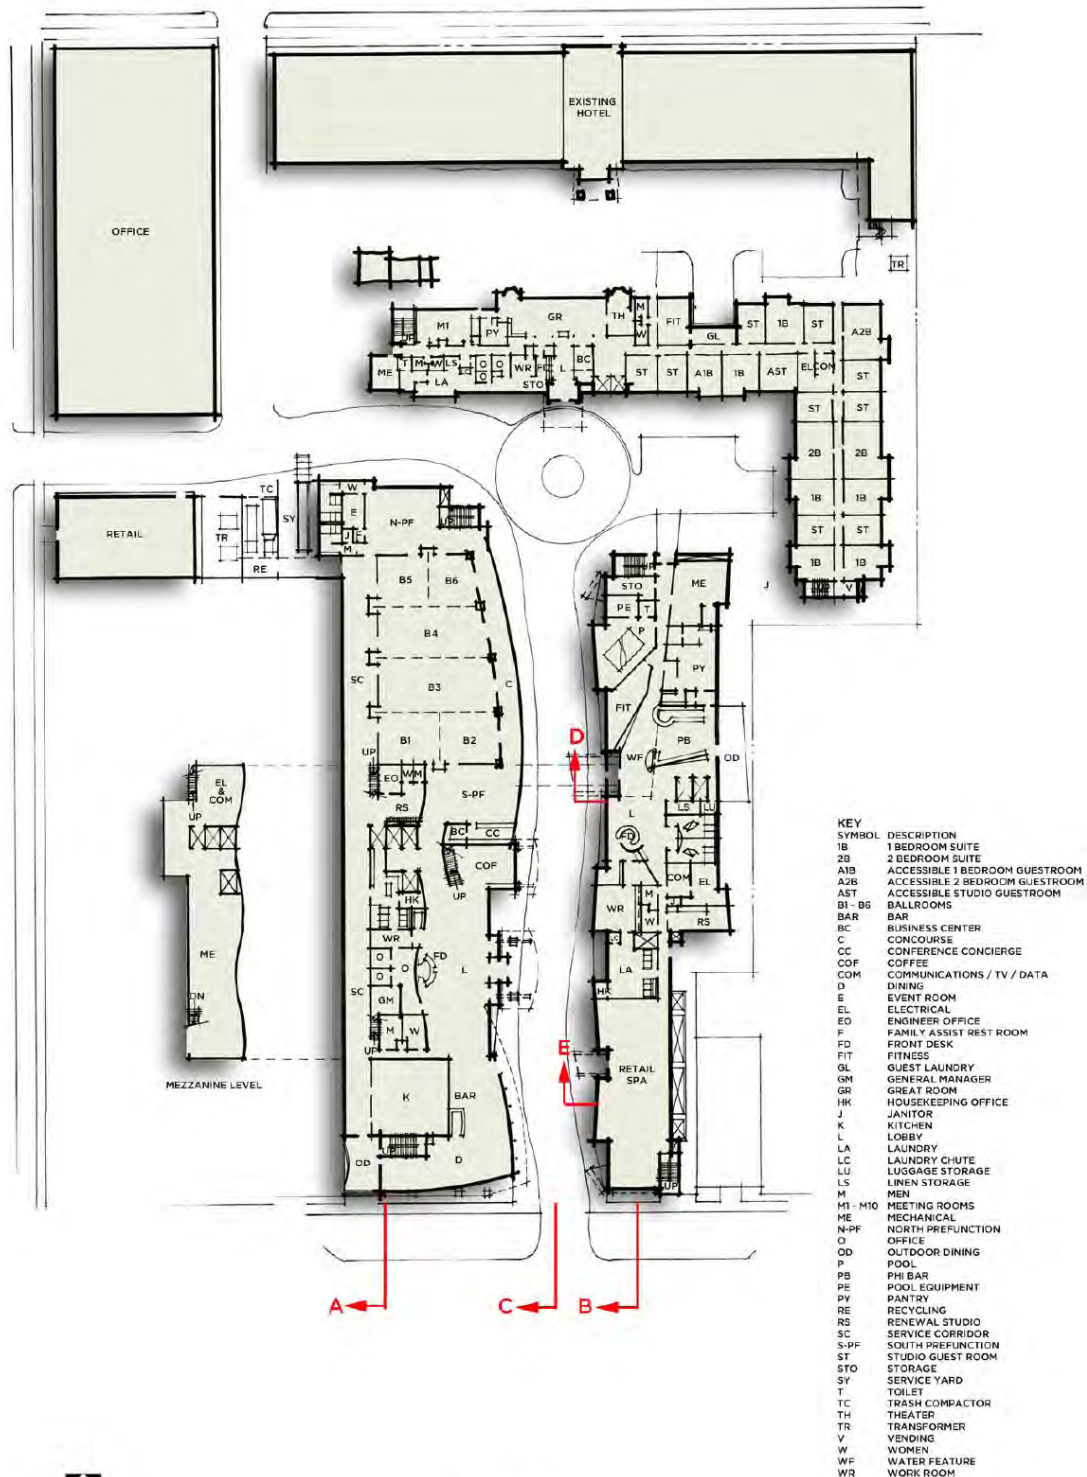 EXISTING
HOTEL
OFFICE
TR
GR
TH
M
W
FIT
GL
ST
1B
ST
A2B
M1
PY
UP
ME
T
M
W
LS
LC
LA
O
O
O
WR
STO
L
BC
ST
ST
A1B
1B
AST
EL
COM
ST
ST
ST
2B
2B
1B
1B
ST
ST
1B
1B
UP
V
J
RETAIL
TR
TC
SY
RE
W
E
J
F
M
N-PF
UP
B5
B6
B4
SC
B3
C
B1
B2
UP
EO
W
M
RS
S-PF
BC
CC
COF
UP
HK
WR
O
O
O
FD
L
SC
GM
M
W
UP
K
BAR
OD
UP
D
EL
&
COM
UP
ME
DN
MEZZANINE LEVEL
UP
STO
PE
T
ME
P
PY
FIT
D
WF
PB
OD
L
LS
LU
FD
COM
EL
WR
M
W
J
RS
LC
LA
HK
E
RETAIL
SPA
UP
A
C
B
KEY
SYMBOL DESCRIPTION
1B 1 BEDROOM SUITE
2B 2 BEDROOM SUITE
A1B ACCESSIBLE 1 BEDROOM GUESTROOM
A2B ACCESSIBLE 2 BEDROOM GUESTROOM
AST ACCESSIBLE STUDIO GUESTROOM
B1 - B6 BALLROOMS
BAR BAR
BC BUSINESS CENTER
C CONCOURSE
CC CONFERENCE CONCIERGE
COF COFFEE
COM COMMUNICATIONS / TV / DATA
D DINING
E EVENT ROOM
EL ELECTRICAL
EO ENGINEER OFFICE
F FAMILY ASSIST REST ROOM
FD FRONT DESK
FIT FITNESS
GL GUEST LAUNDRY
GM GENERAL MANAGER
GR GREAT ROOM
HK HOUSEKEEPING OFFICE
J JANITOR
K KITCHEN
L LOBBY
LA LAUNDRY
LC LAUNDRY CHUTE
LU LUGGAGE STORAGE
LS LINEN STORAGE
M MEN
M1 - M10 MEETING ROOMS
ME MECHANICAL
N-PF NORTH PREFUNCTION
O OFFICE
OD OUTDOOR DINING
P POOL
PB PHI BAR
PE POOL EQUIPMENT
PY PANTRY
RE RECYCLING
RS RENEWAL STUDIO
SC SERVICE CORRIDOR
S-PF SOUTH PREFUNCTION
ST STUDIO GUEST ROOM
STO STORAGE
SY SERVICE YARD
T TOILET
TC TRASH COMPACTOR
TH THEATER
TR TRANSFORMER
V VENDING
W WOMEN
WF WATER FEATURE
WR WORK ROOM